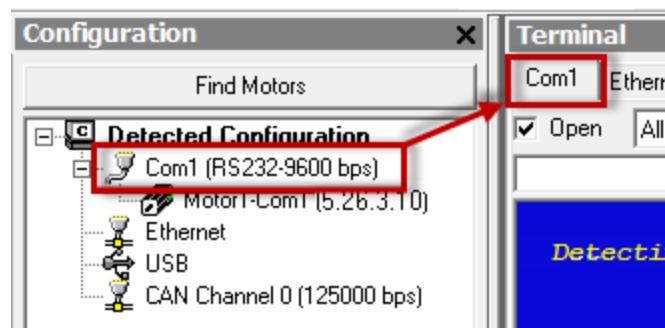 Configuration
Find Motors
Detected Configuration
Com1 (RS232-9600 bps)
Motor1-Com1 (5.26.3.10)
Ethernet
USB
CAN Channel 0 (125000 bps)
Terminal
Com1 Ethern
Open All
Detecti